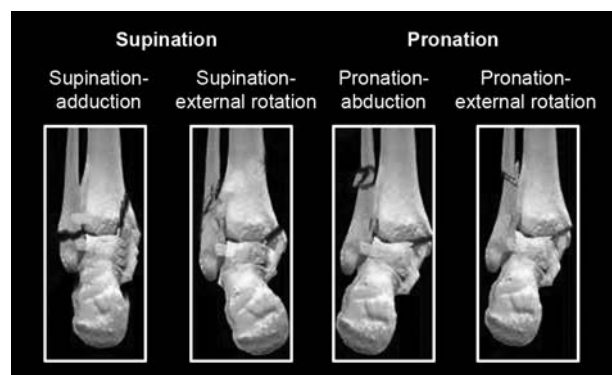 Supination
Pronation
Supination-
adduction
Supination-
external rotation
Pronation-
abduction
Pronation-
external rotation